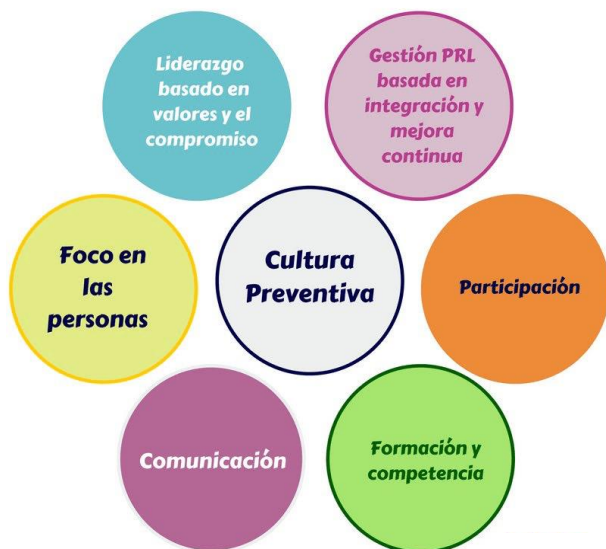 Liderazgo
basado en
valores y el
compromiso
Gestión PRL
basada en
integración y
mejora
continua
Foco en
las
personas
Cultura
Preventiva
Participación
Comunicación
Formación y
competencia